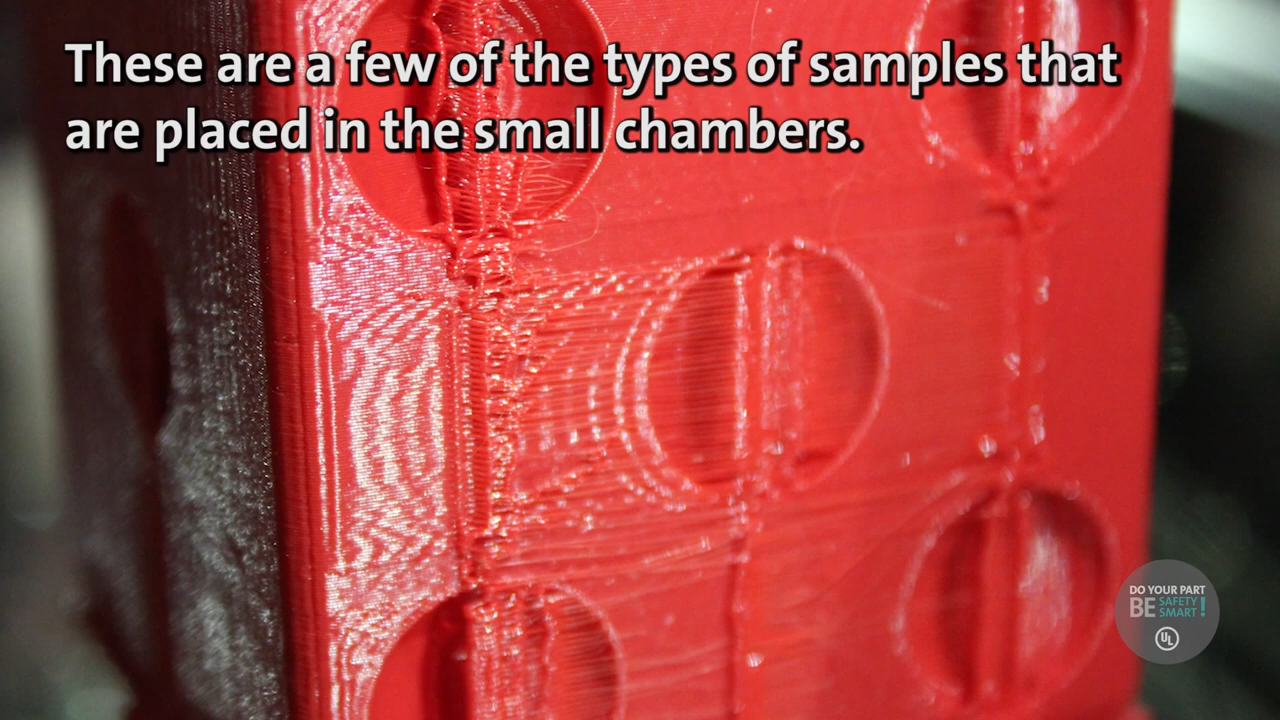 These are a few of the types of samples that
are placed in the small chambers.
DO YOUR PART
BE SAFETY SMART!
UL